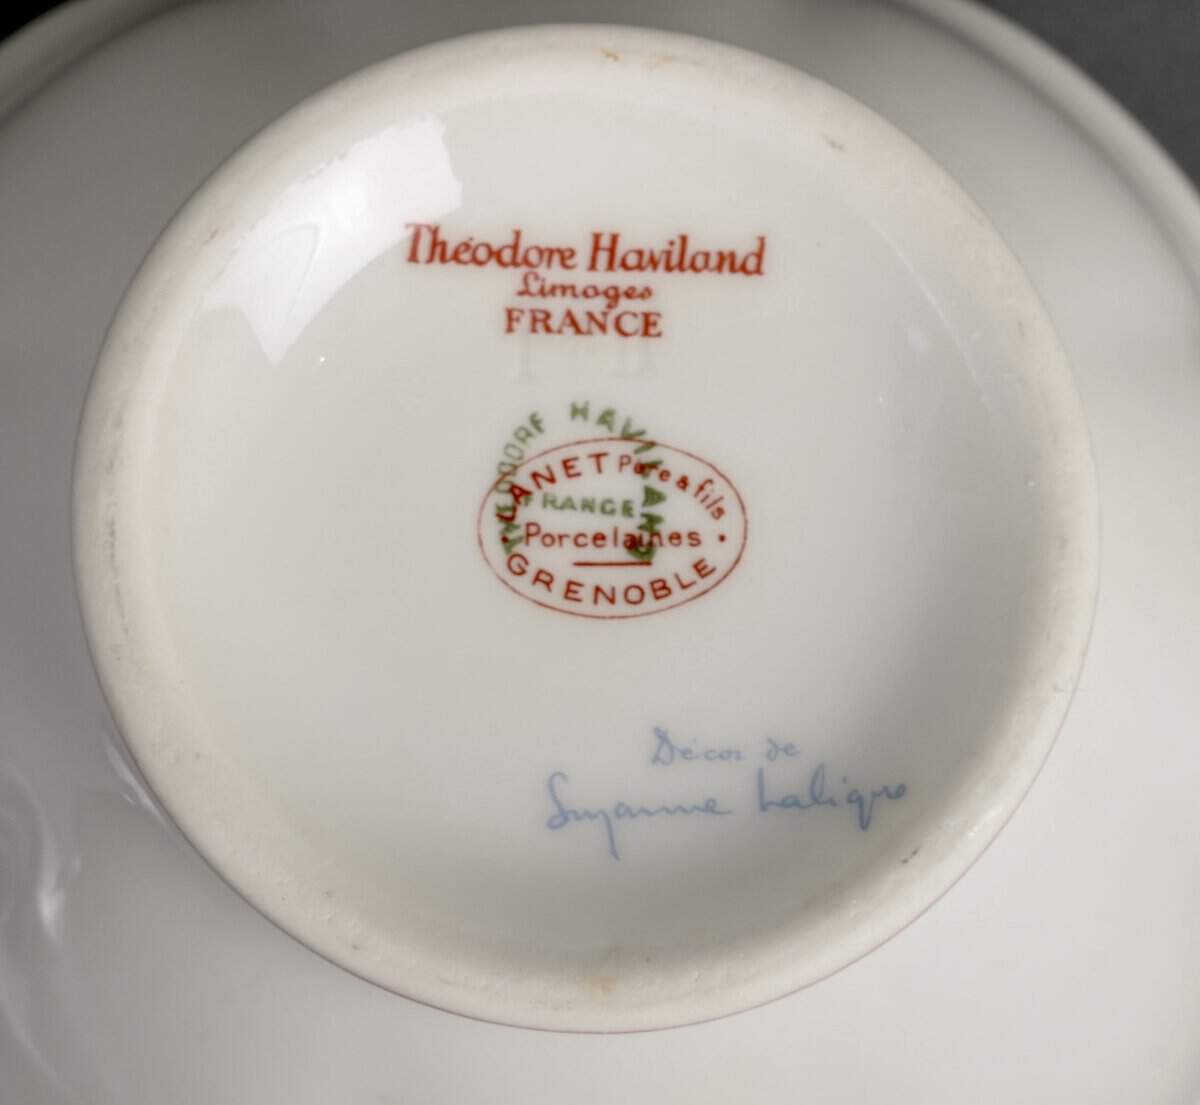 Théodore Haviland
Limoges
FRANCE
THEODORE HAVILAND
FRANCE
LANET Père & fils
Porcelaines
GRENOBLE
Décor de
Suzanne Lalique